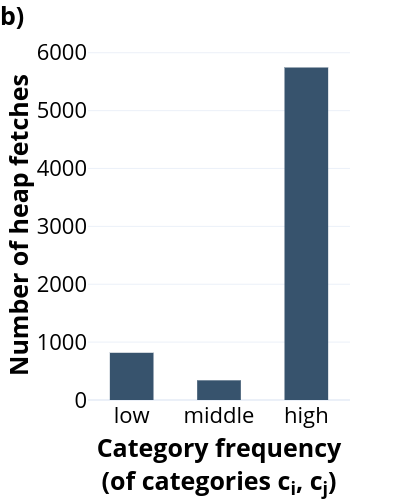 b)
Number of heap fetches
6000
5000
4000
3000
2000
1000
0
low middle high
Category frequency
(of categories cᵢ, cⱼ)